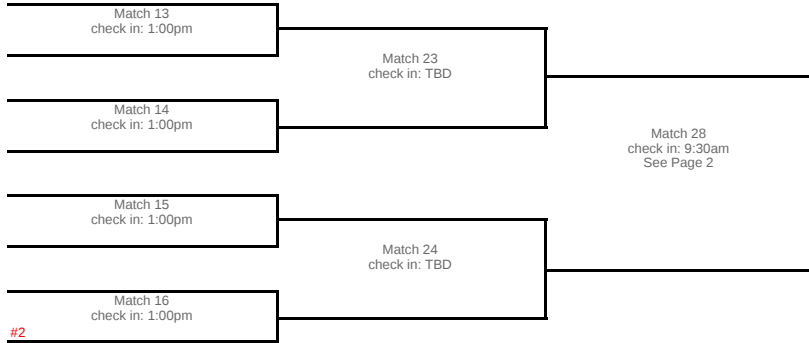 Match 13
check in: 1:00pm
Match 23
check in: TBD
Match 14
check in: 1:00pm
Match 28
check in: 9:30am
See Page 2
Match 15
check in: 1:00pm
Match 24
check in: TBD
Match 16
check in: 1:00pm
#2